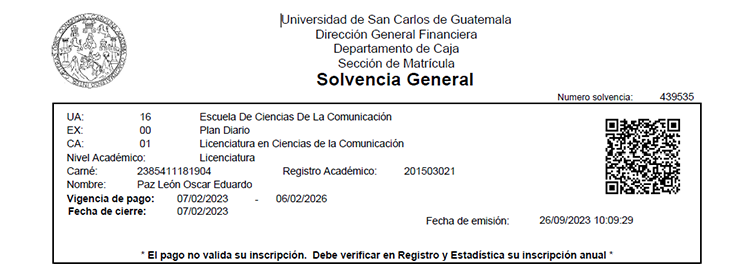 Universidad de San Carlos de Guatemala
Dirección General Financiera
Departamento de Caja
Sección de Matrícula
Solvencia General
Numero solvencia: 439535
UA: 16 Escuela De Ciencias De La Comunicación
EX: 00 Plan Diario
CA: 01 Licenciatura en Ciencias de la Comunicación
Nivel Académico: Licenciatura
Carné: 2385411181904 Registro Académico: 201503021
Nombre: Paz León Oscar Eduardo
Vigencia de pago: 07/02/2023 - 06/02/2026
Fecha de cierre: 07/02/2023
Fecha de emisión: 26/09/2023 10:09:29
* El pago no valida su inscripción. Debe verificar en Registro y Estadística su inscripción anual *